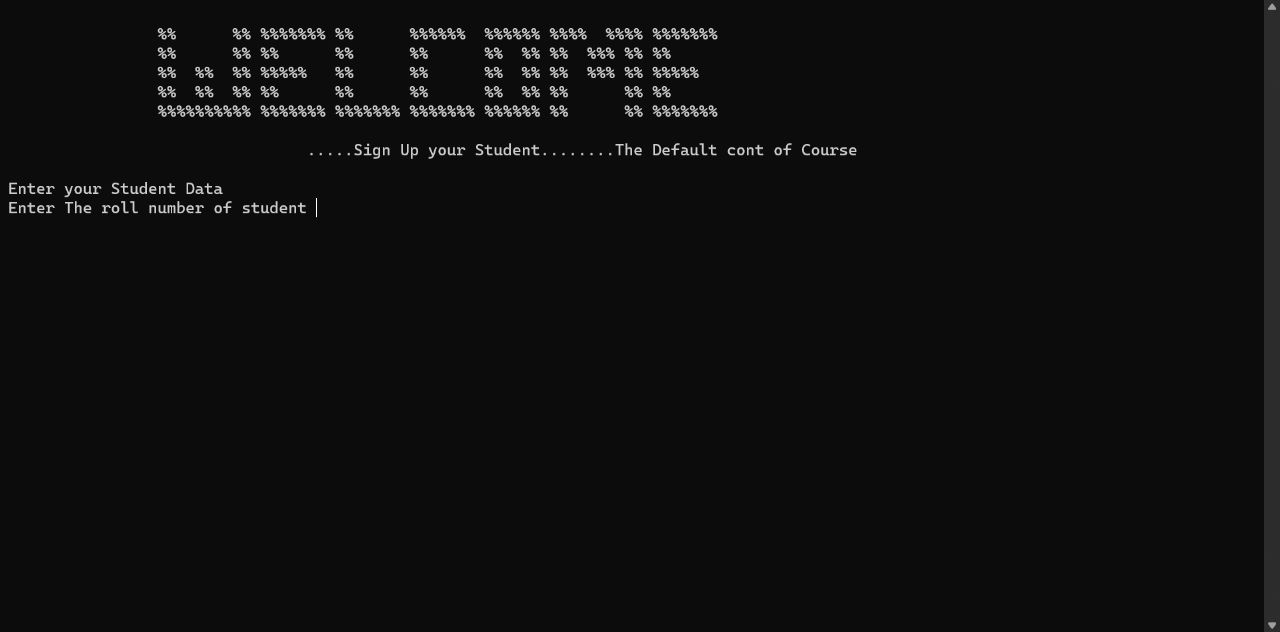 %%      %% %%%%%%% %%      %%%%%%  %%%%%% %%%%  %%%% %%%%%%%
%%      %% %%      %%      %%      %%  %% %%  %%% %% %%
%%  %%  %% %%%%%   %%      %%      %%  %% %%  %%% %% %%%%%
%%  %%  %% %%      %%      %%      %%  %% %%      %% %%
%%%%%%%%%% %%%%%%% %%%%%%% %%%%%%% %%%%%% %%      %% %%%%%%%
.....Sign Up your Student........The Default cont of Course
Enter your Student Data
Enter The roll number of student